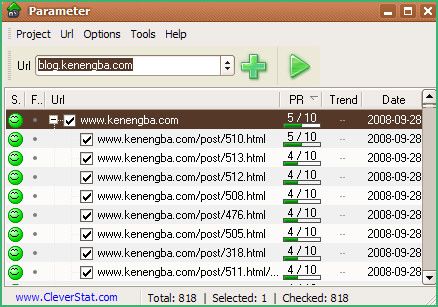 Parameter
Project Url Options Tools Help
Url blog.kenengba.com
S. F. Url PR Trend Date
www.kenengba.com 5 / 10 -- 2008-09-28
www.kenengba.com/post/510.html 5 / 10 -- 2008-09-28
www.kenengba.com/post/513.html 4 / 10 -- 2008-09-28
www.kenengba.com/post/512.html 4 / 10 -- 2008-09-28
www.kenengba.com/post/508.html 4 / 10 -- 2008-09-28
www.kenengba.com/post/476.html 4 / 10 -- 2008-09-28
www.kenengba.com/post/505.html 4 / 10 -- 2008-09-28
www.kenengba.com/post/318.html 4 / 10 -- 2008-09-28
www.kenengba.com/post/511.html/... 4 / 10 -- 2008-09-28
www.CleverStat.com Total: 818 | Selected: 1 | Checked: 818